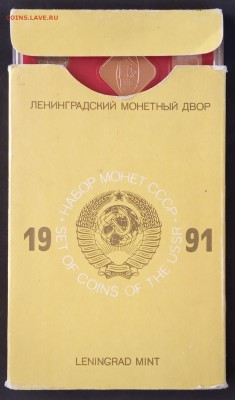 COINS.LAVE.RU
ЛЕНИНГРАДСКИЙ МОНЕТНЫЙ ДВОР
НАБОР МОНЕТ СССР
19 91
SET OF COINS OF THE USSR
LENINGRAD MINT